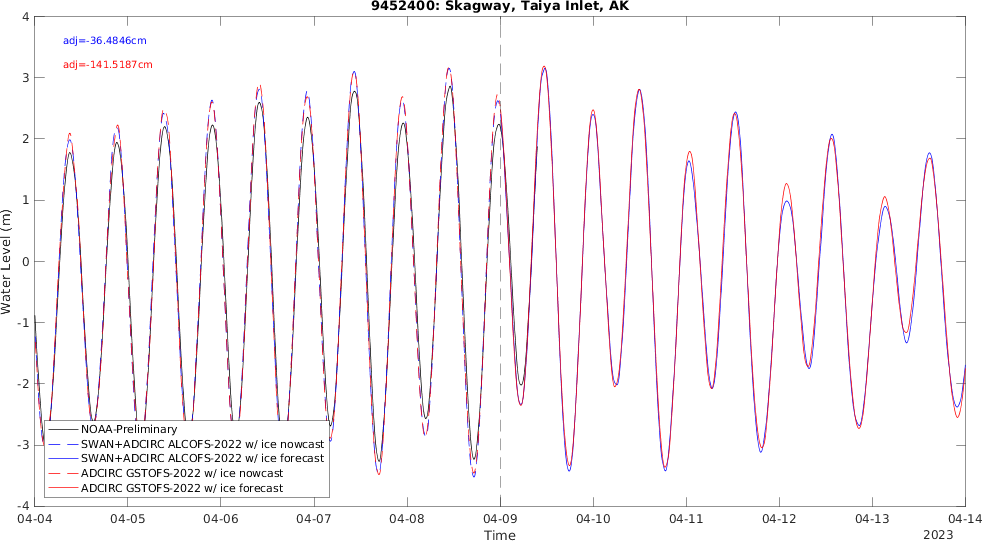 9452400: Skagway, Taiya Inlet, AK
4
adj=-36.4846cm
adj=-141.5187cm
3
2
1
0
-1
-2
-3
-4
Water Level (m)
NOAA-Preliminary
SWAN+ADCIRC ALCOFS-2022 w/ ice nowcast
SWAN+ADCIRC ALCOFS-2022 w/ ice forecast
ADCIRC GSTOFS-2022 w/ ice nowcast
ADCIRC GSTOFS-2022 w/ ice forecast
04-04 04-05 04-06 04-07 04-08 04-09 04-10 04-11 04-12 04-13 04-14
Time
2023